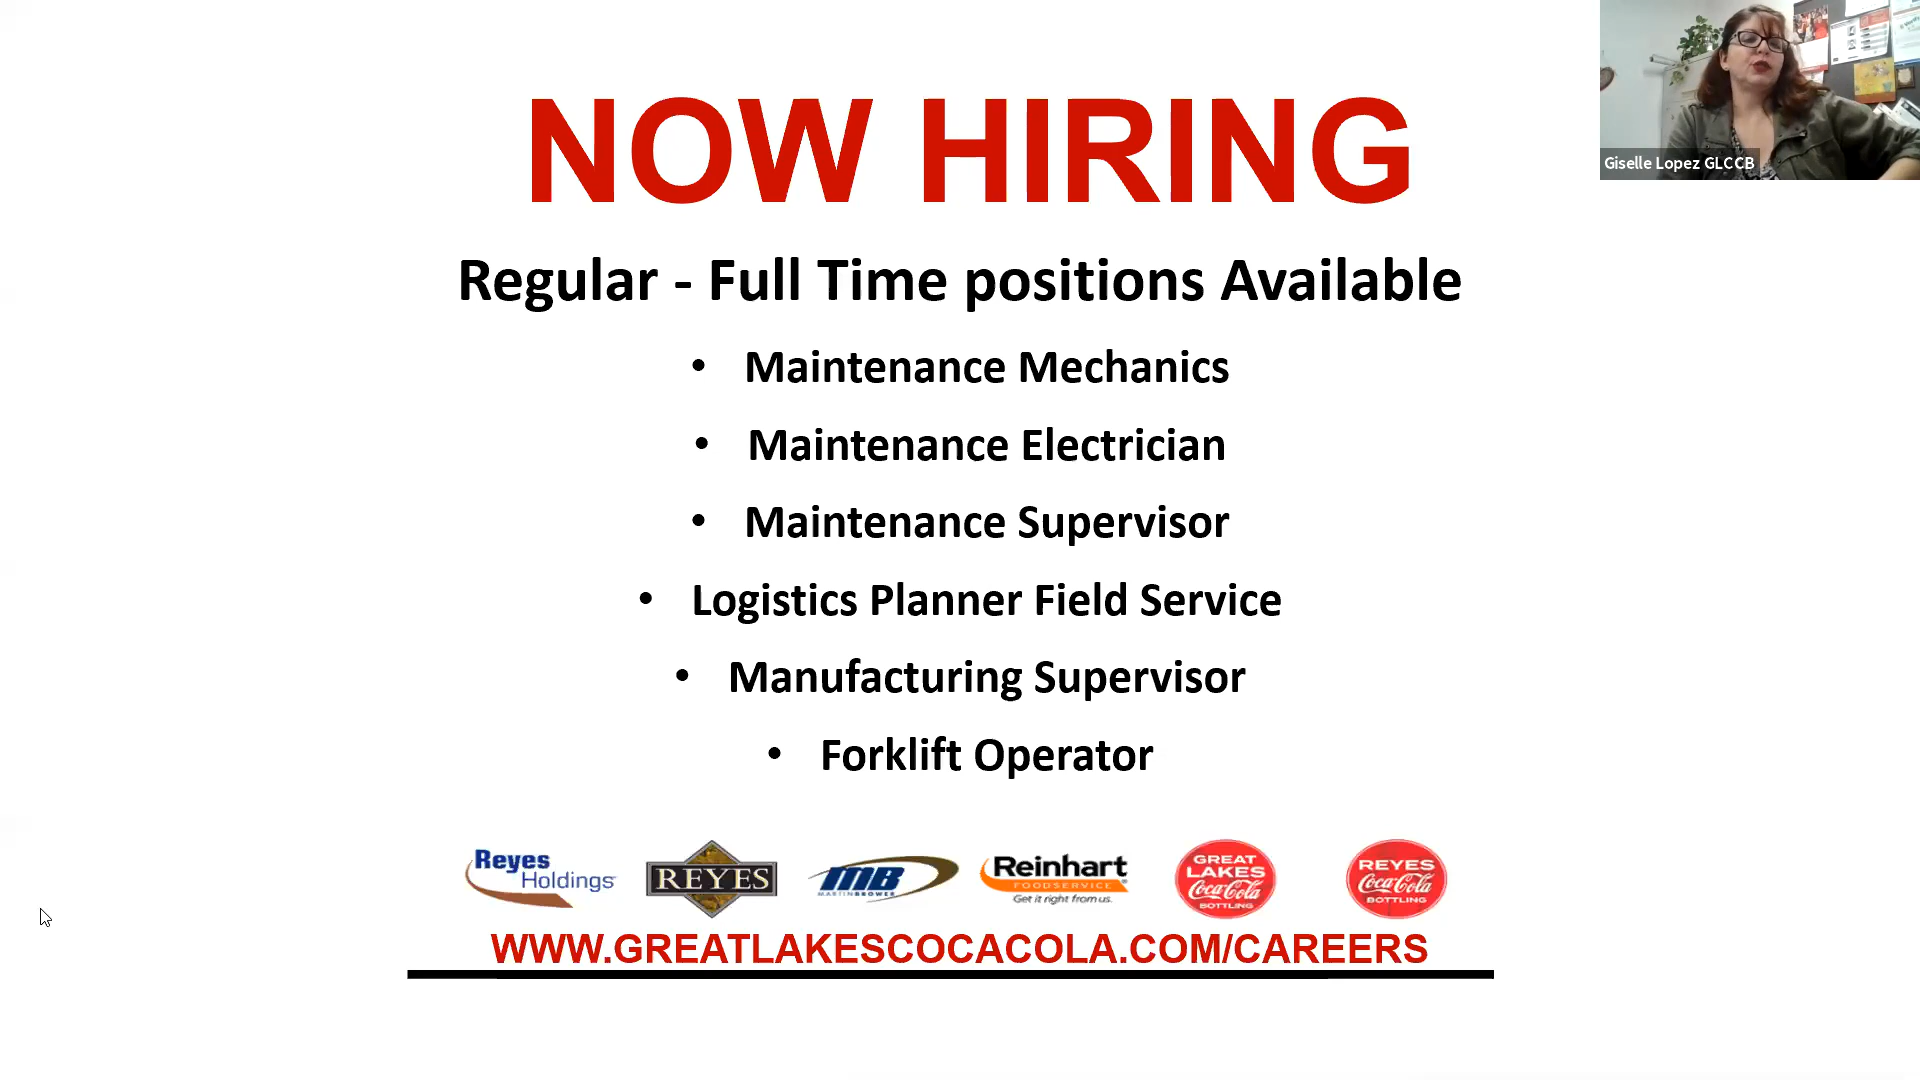 NOW HIRING
Giselle Lopez GLCCB
Regular - Full Time positions Available
• Maintenance Mechanics
• Maintenance Electrician
• Maintenance Supervisor
• Logistics Planner Field Service
• Manufacturing Supervisor
• Forklift Operator
Reyes
Holdings
REYES
MB
MARTIN BROWER
Reinhart
FOODSERVICE
Get it right from us.
GREAT
LAKES
Coca-Cola
BOTTLING
REYES
Coca-Cola
BOTTLING
WWW.GREATLAKESCOCACOLA.COM/CAREERS